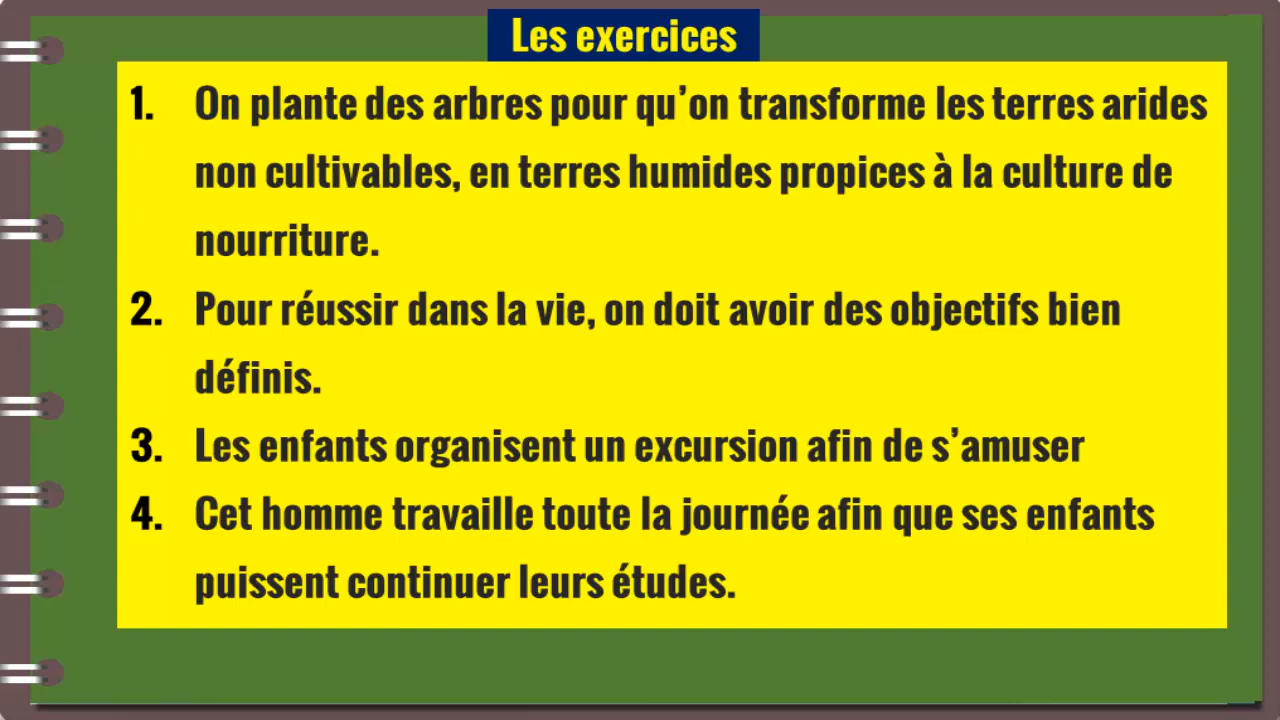 Les exercices
1. On plante des arbres pour qu’on transforme les terres arides
non cultivables, en terres humides propices à la culture de
nourriture.
2. Pour réussir dans la vie, on doit avoir des objectifs bien
définis.
3. Les enfants organisent un excursion afin de s’amuser
4. Cet homme travaille toute la journée afin que ses enfants
puissent continuer leurs études.